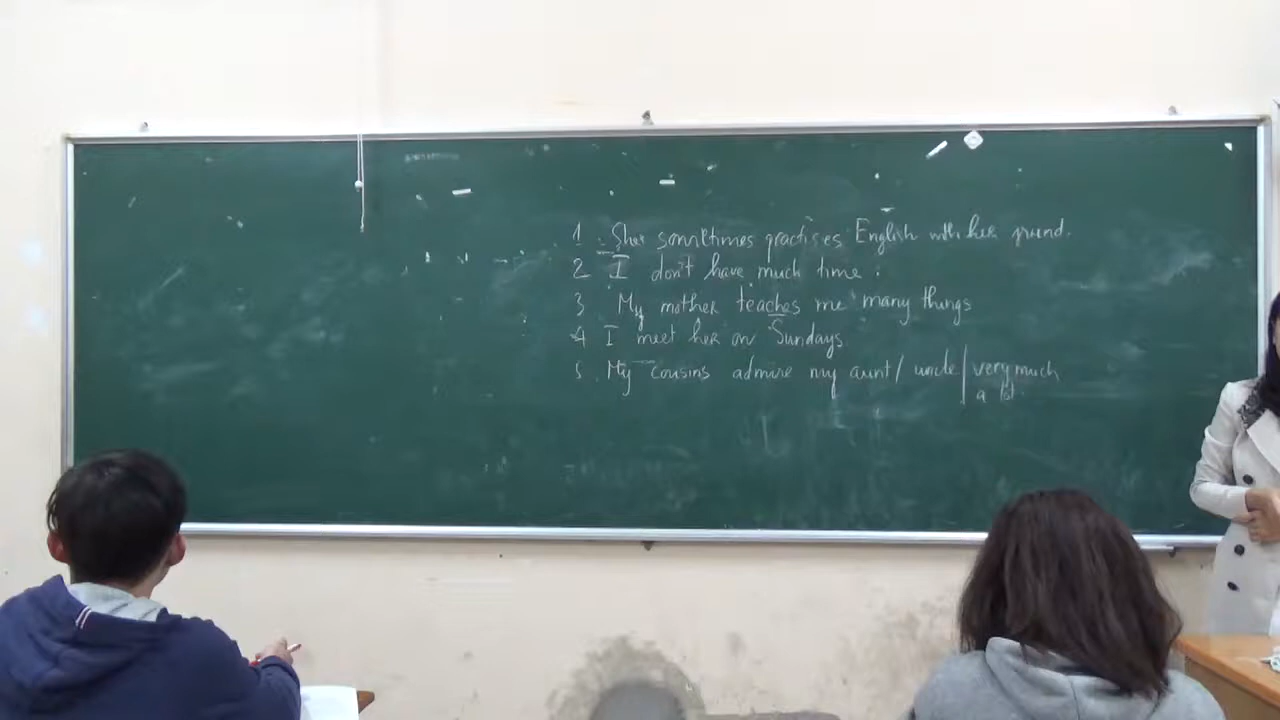 1. She sometimes practises English with her friend.
2 I don't have much time.
3 My mother teaches me many things
4 I meet her on Sundays
5. My cousins admire my aunt / uncle | very much
a lot